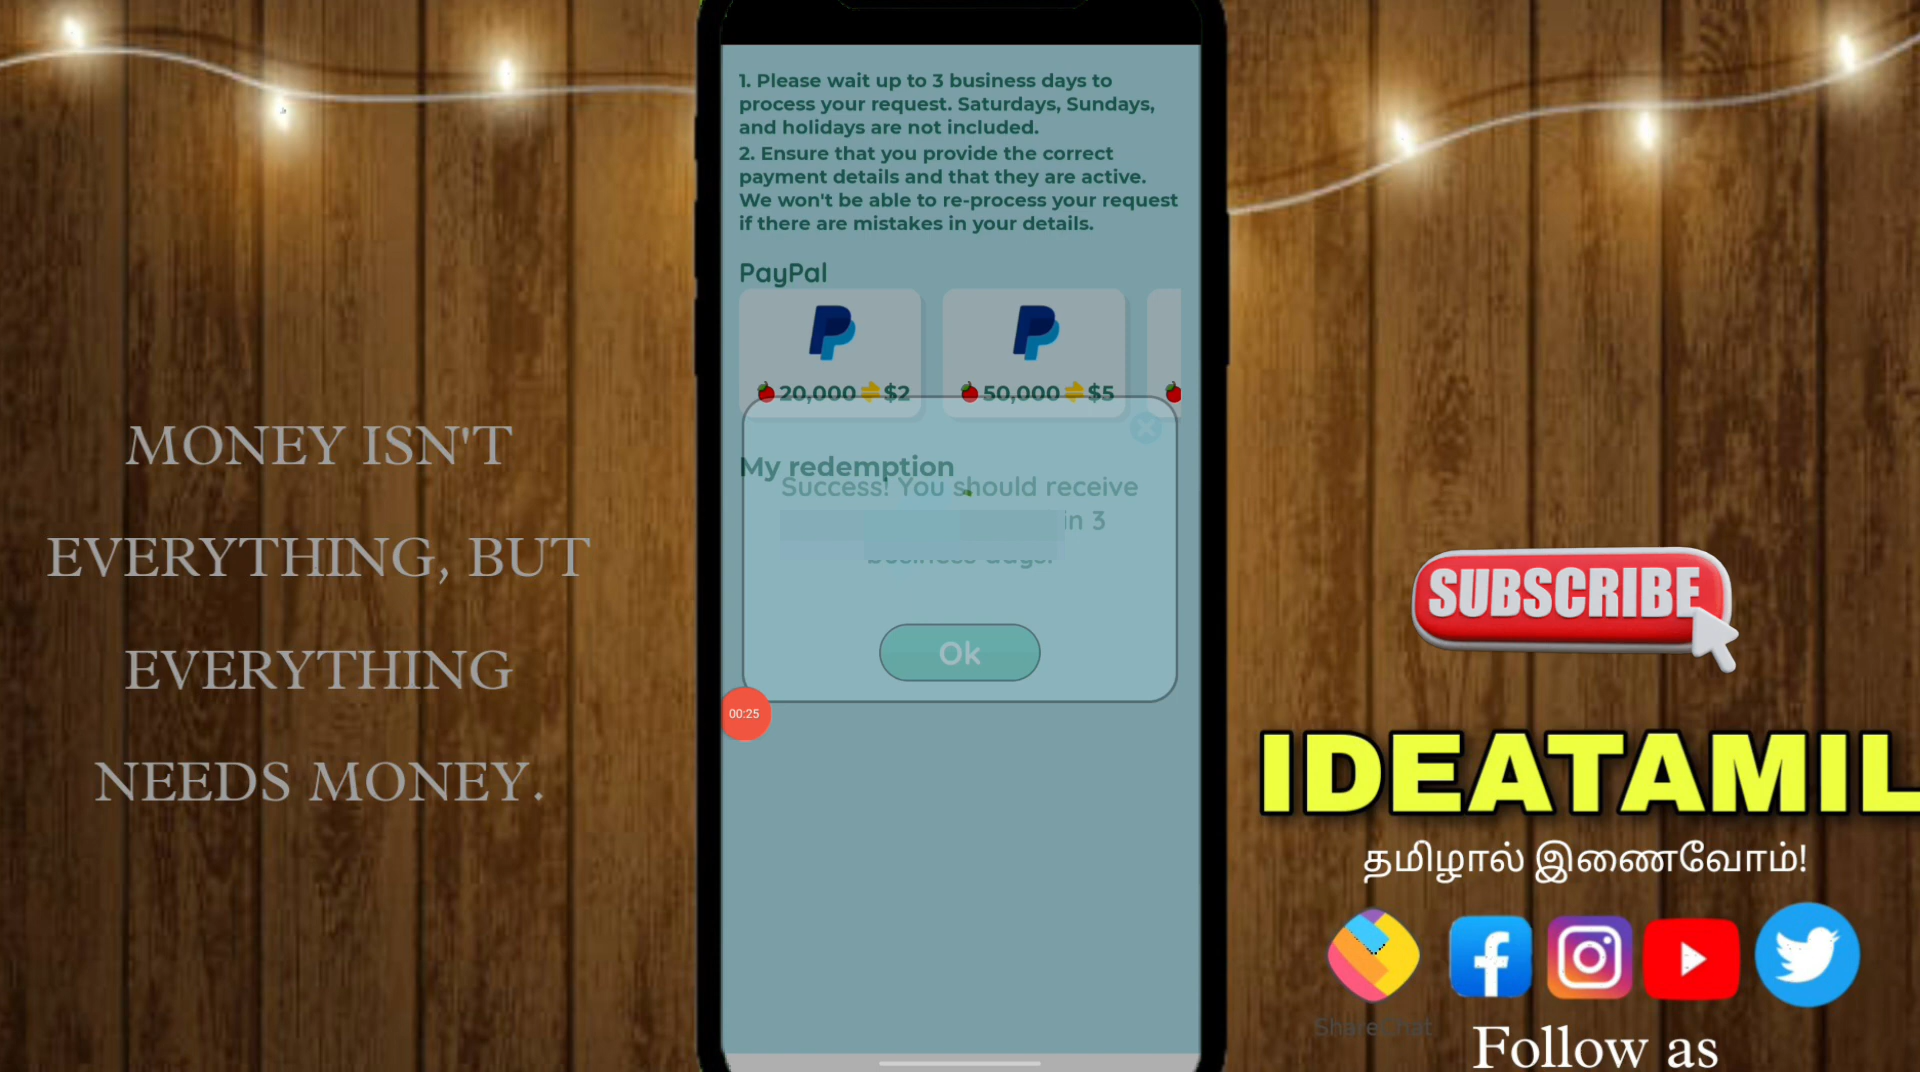 MONEY ISN'T
EVERYTHING, BUT
EVERYTHING
NEEDS MONEY.
1. Please wait up to 3 business days to
process your request. Saturdays, Sundays,
and holidays are not included.
2. Ensure that you provide the correct
payment details and that they are active.
We won't be able to re-process your request
if there are mistakes in your details.
PayPal
20,000 $2
50,000 $5
My redemption
Success! You should receive
in 3
business days.
Ok
00:25
SUBSCRIBE
IDEATAMIL
தமிழால் இணைவோம்!
ShareChat
Follow as